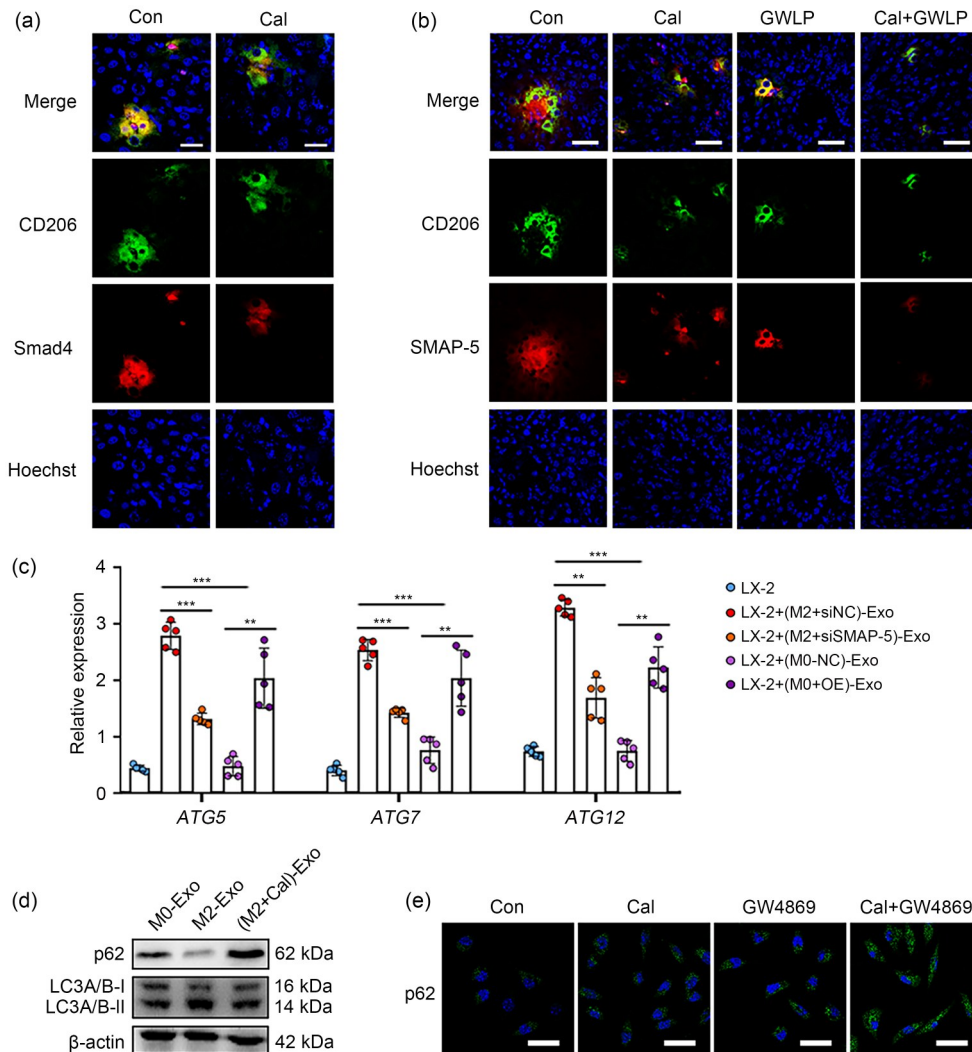 (a)
Con Cal
Merge
CD206
Smad4
Hoechst
(b)
Con Cal GWLP Cal+GWLP
Merge
CD206
SMAP-5
Hoechst
(c)
Relative expression
4
3
2
1
0
*** *** **
*** *** **
*** ** **
ATG5 ATG7 ATG12
LX-2
LX-2+(M2+siNC)-Exo
LX-2+(M2+siSMAP-5)-Exo
LX-2+(M0-NC)-Exo
LX-2+(M0+OE)-Exo
(d)
M0-Exo M2-Exo (M2+Cal)-Exo
p62 62 kDa
LC3A/B-I 16 kDa
LC3A/B-II 14 kDa
β-actin 42 kDa
(e)
Con Cal GW4869 Cal+GW4869
p62